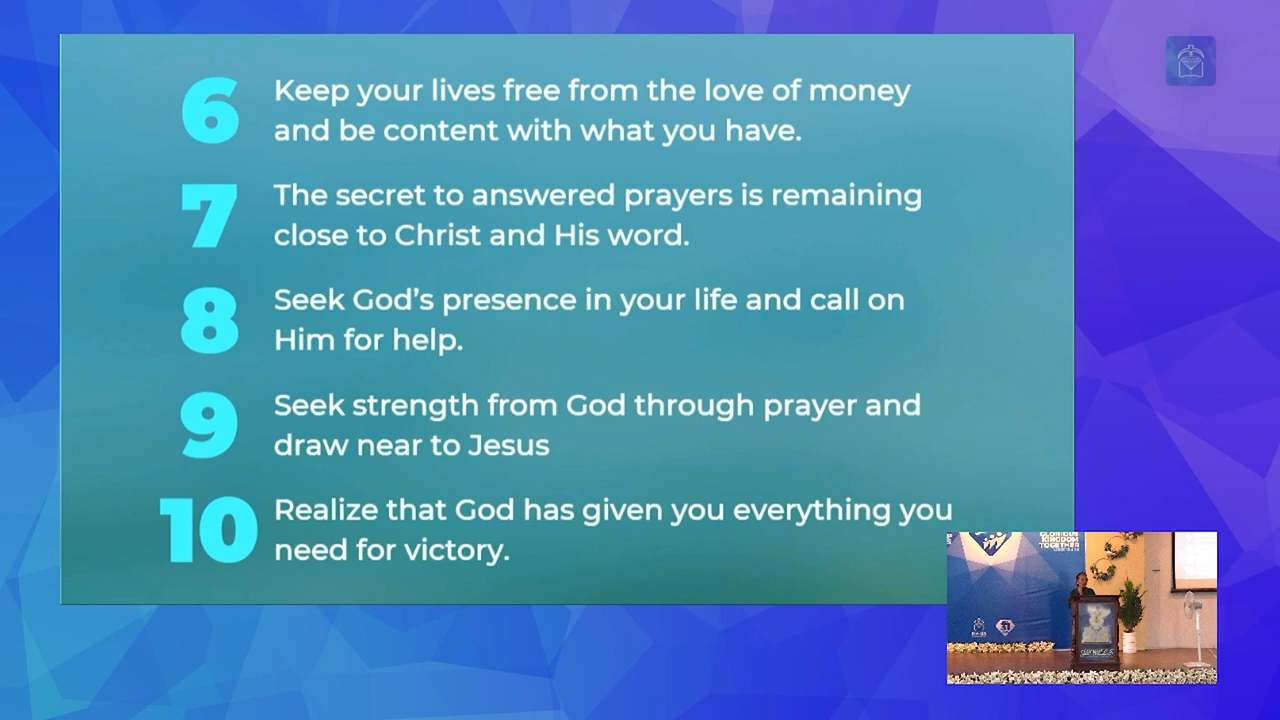 6
Keep your lives free from the love of money
and be content with what you have.
7
The secret to answered prayers is remaining
close to Christ and His word.
8
Seek God’s presence in your life and call on
Him for help.
9
Seek strength from God through prayer and
draw near to Jesus
10
Realize that God has given you everything you
need for victory.
GLORIOUS
KINGDOM
TOGETHER